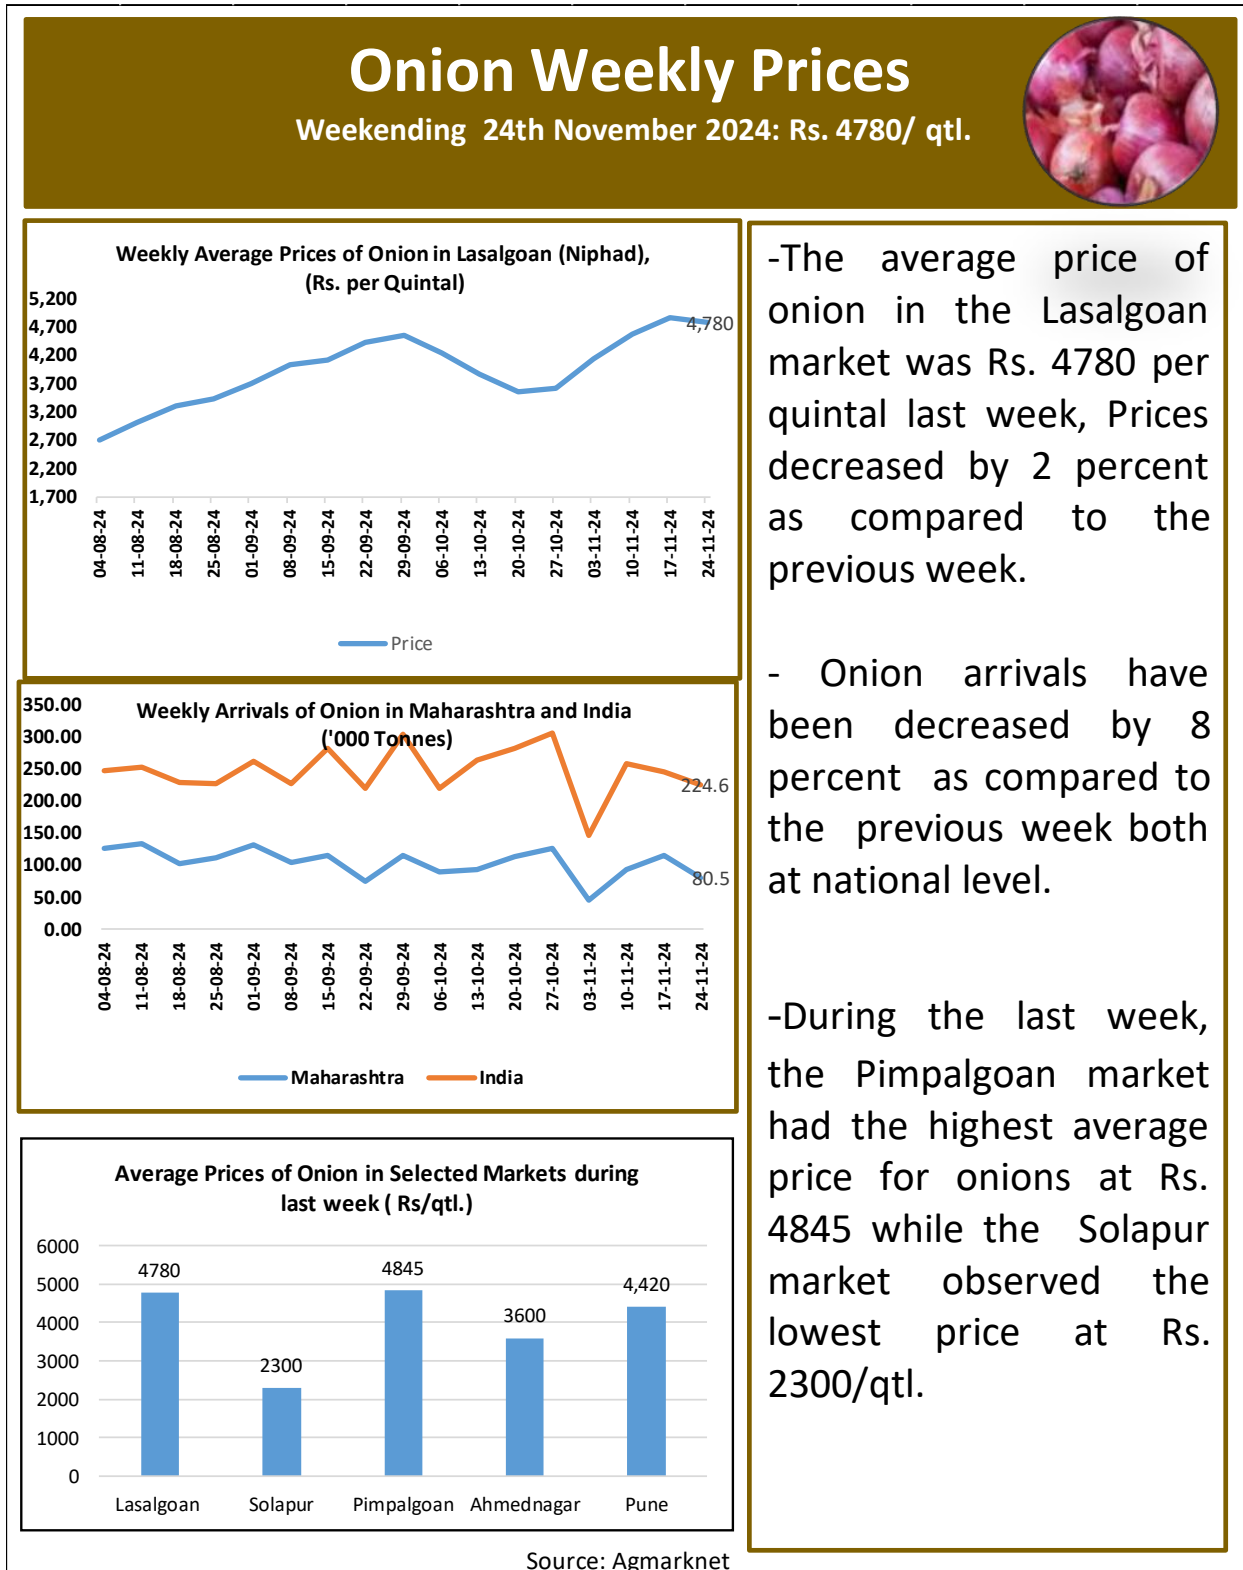 Onion Weekly Prices
Weekending 24th November 2024: Rs. 4780/ qtl.
Weekly Average Prices of Onion in Lasalgoan (Niphad),
(Rs. per Quintal)
5,200
4,700
4,200
3,700
3,200
2,700
2,200
1,700
4,780
04-08-24
11-08-24
18-08-24
25-08-24
01-09-24
08-09-24
15-09-24
22-09-24
29-09-24
06-10-24
13-10-24
20-10-24
27-10-24
03-11-24
10-11-24
17-11-24
24-11-24
Price
Weekly Arrivals of Onion in Maharashtra and India
('000 Tonnes)
350.00
300.00
250.00
200.00
150.00
100.00
50.00
0.00
224.6
80.5
04-08-24
11-08-24
18-08-24
25-08-24
01-09-24
08-09-24
15-09-24
22-09-24
29-09-24
06-10-24
13-10-24
20-10-24
27-10-24
03-11-24
10-11-24
17-11-24
24-11-24
Maharashtra India
Average Prices of Onion in Selected Markets during
last week ( Rs/qtl.)
6000
5000
4000
3000
2000
1000
0
4780
2300
4845
3600
4,420
Lasalgoan Solapur Pimpalgoan Ahmednagar Pune
Source: Agmarknet
-The average price of
onion in the Lasalgoan
market was Rs. 4780 per
quintal last week, Prices
decreased by 2 percent
as compared to the
previous week.
- Onion arrivals have
been decreased by 8
percent as compared to
the previous week both
at national level.
-During the last week,
the Pimpalgoan market
had the highest average
price for onions at Rs.
4845 while the Solapur
market observed the
lowest price at Rs.
2300/qtl.